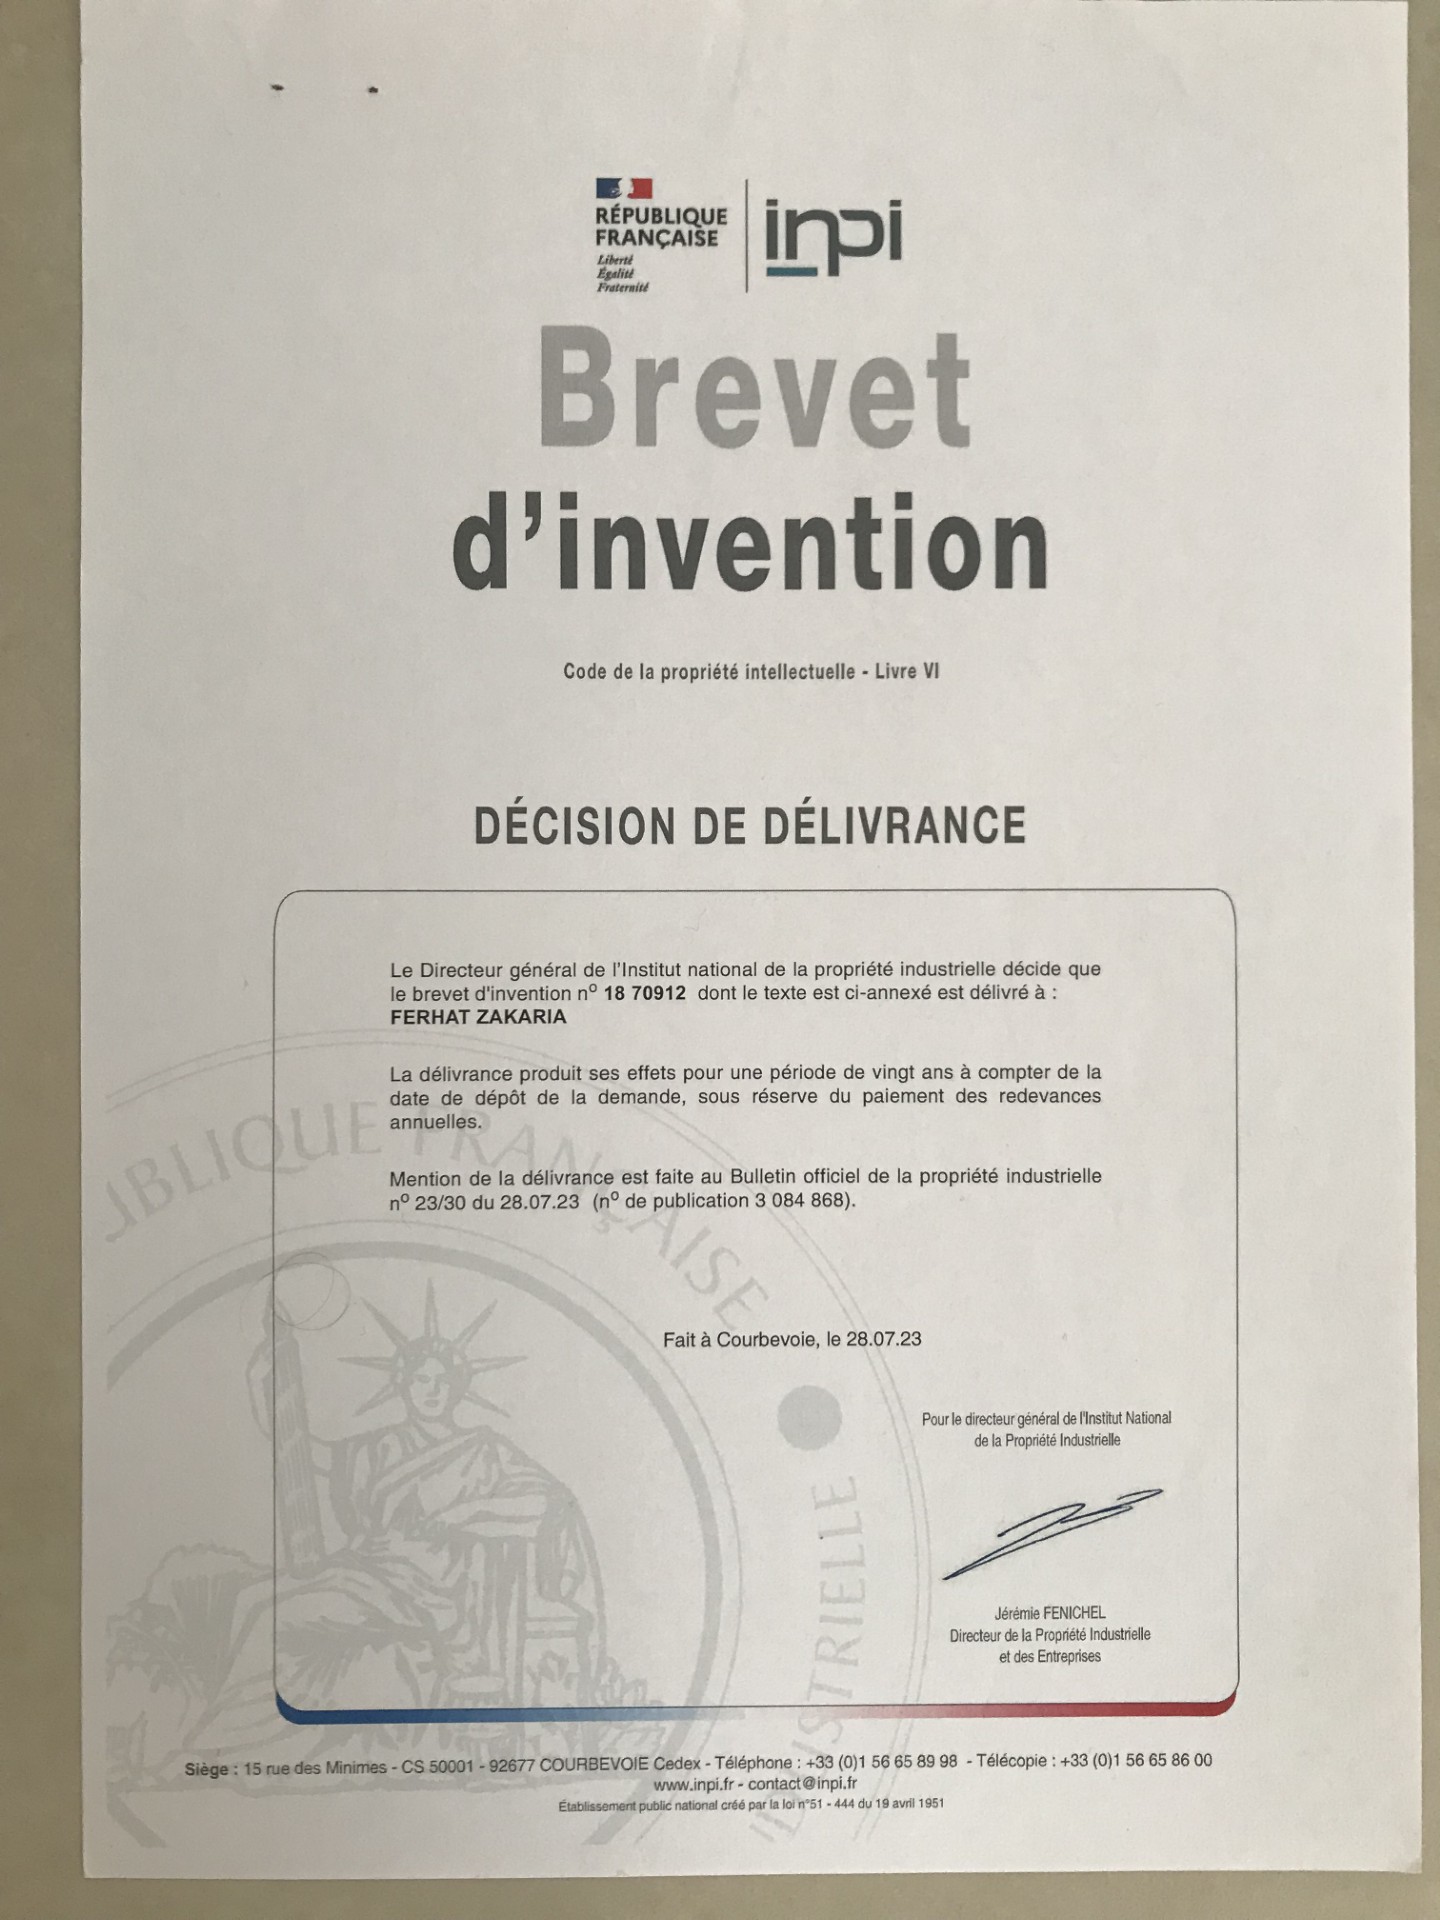 RÉPUBLIQUE
FRANÇAISE
Liberté
Égalité
Fraternité
inpi
Brevet
d'invention
Code de la propriété intellectuelle - Livre VI
DÉCISION DE DÉLIVRANCE
Le Directeur général de l'Institut national de la propriété industrielle décide que
le brevet d'invention nº 18 70912 dont le texte est ci-annexé est délivré à :
FERHAT ZAKARIA
La délivrance produit ses effets pour une période de vingt ans à compter de la
date de dépôt de la demande, sous réserve du paiement des redevances
annuelles.
Mention de la délivrance est faite au Bulletin officiel de la propriété industrielle
nº 23/30 du 28.07.23 (nº de publication 3 084 868).
UBLIQUE FRANÇAISE
Fait à Courbevoie, le 28.07.23
Pour le directeur général de l'Institut National
de la Propriété Industrielle
Jérémie FENICHEL
Directeur de la Propriété Industrielle
et des Entreprises
DUSTRIELLE
Siège : 15 rue des Minimes - CS 50001 - 92677 COURBEVOIE Cedex - Téléphone : +33 (0)1 56 65 89 98 - Télécopie : +33 (0)1 56 65 86 00
www.inpi.fr - contact@inpi.fr
Établissement public national créé par la loi n°51 - 444 du 19 avril 1951